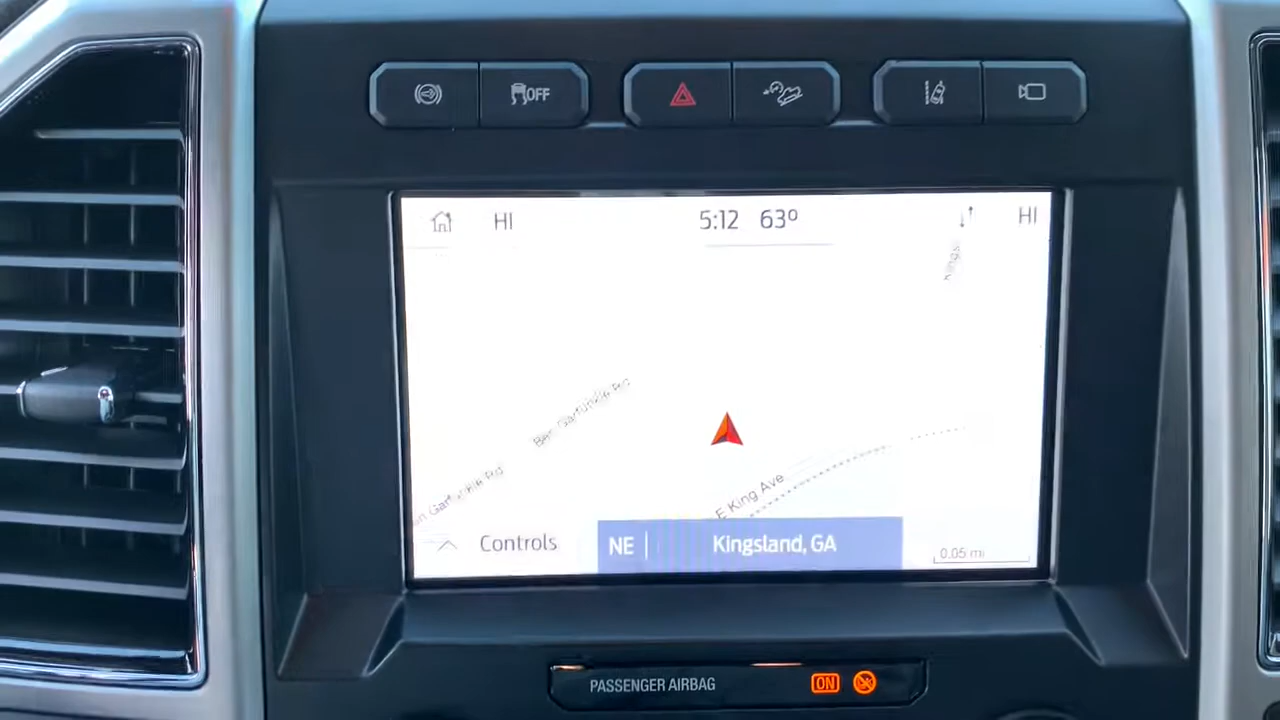 OFF
HI
5:12 63º
HI
Kings
Ben Garfunkle Rd
E King Ave
Controls
NE
Kingsland, GA
0.05 mi
PASSENGER AIRBAG
ON